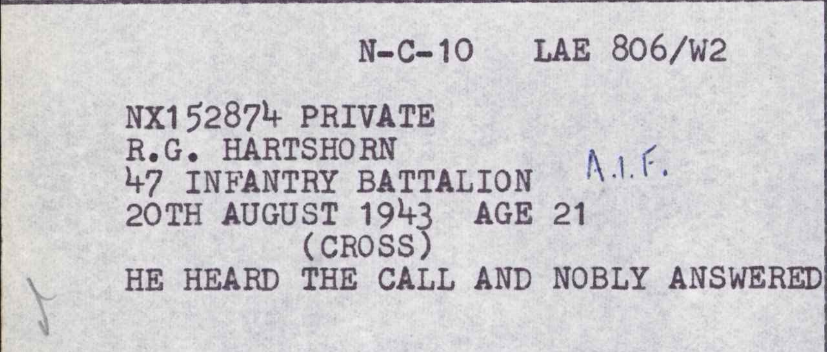 N-C-10 LAE 806/W2
NX152874 PRIVATE
R.G. HARTSHORN
47 INFANTRY BATTALION A.I.F.
20TH AUGUST 1943 AGE 21
(CROSS)
HE HEARD THE CALL AND NOBLY ANSWERED